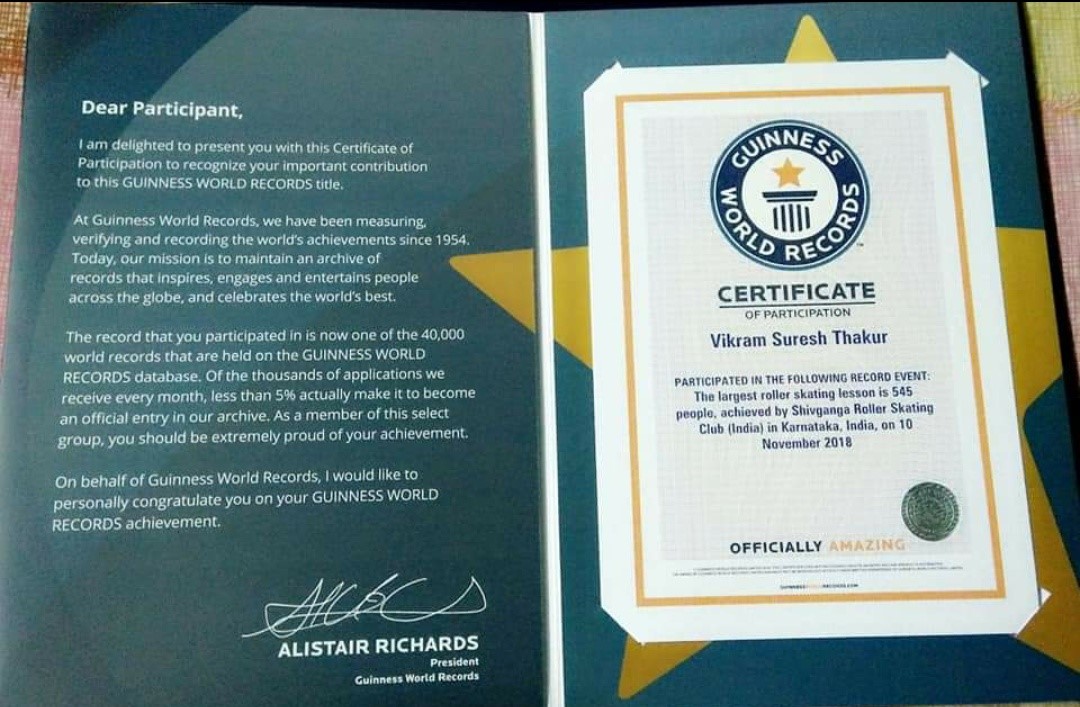 Dear Participant,
I am delighted to present you with this Certificate of
Participation to recognize your important contribution
to this GUINNESS WORLD RECORDS title.
At Guinness World Records, we have been measuring,
verifying and recording the world's achievements since 1954.
Today, our mission is to maintain an archive of
records that inspires, engages and entertains people
across the globe, and celebrates the world's best.
The record that you participated in is now one of the 40,000
world records that are held on the GUINNESS WORLD
RECORDS database. Of the thousands of applications we
receive every month, less than 5% actually make it to become
an official entry in our archive. As a member of this select
group, you should be extremely proud of your achievement.
On behalf of Guinness World Records, I would like to
personally congratulate you on your GUINNESS WORLD
RECORDS achievement.
ALISTAIR RICHARDS
President
Guinness World Records
GUINNESS
WORLD RECORDS
™
CERTIFICATE
OF PARTICIPATION
Vikram Suresh Thakur
PARTICIPATED IN THE FOLLOWING RECORD EVENT:
The largest roller skating lesson is 545
people, achieved by Shivganga Roller Skating
Club (India) in Karnataka, India, on 10
November 2018
OFFICIALLY AMAZING
GUINNESSWORLDRECORDS.COM